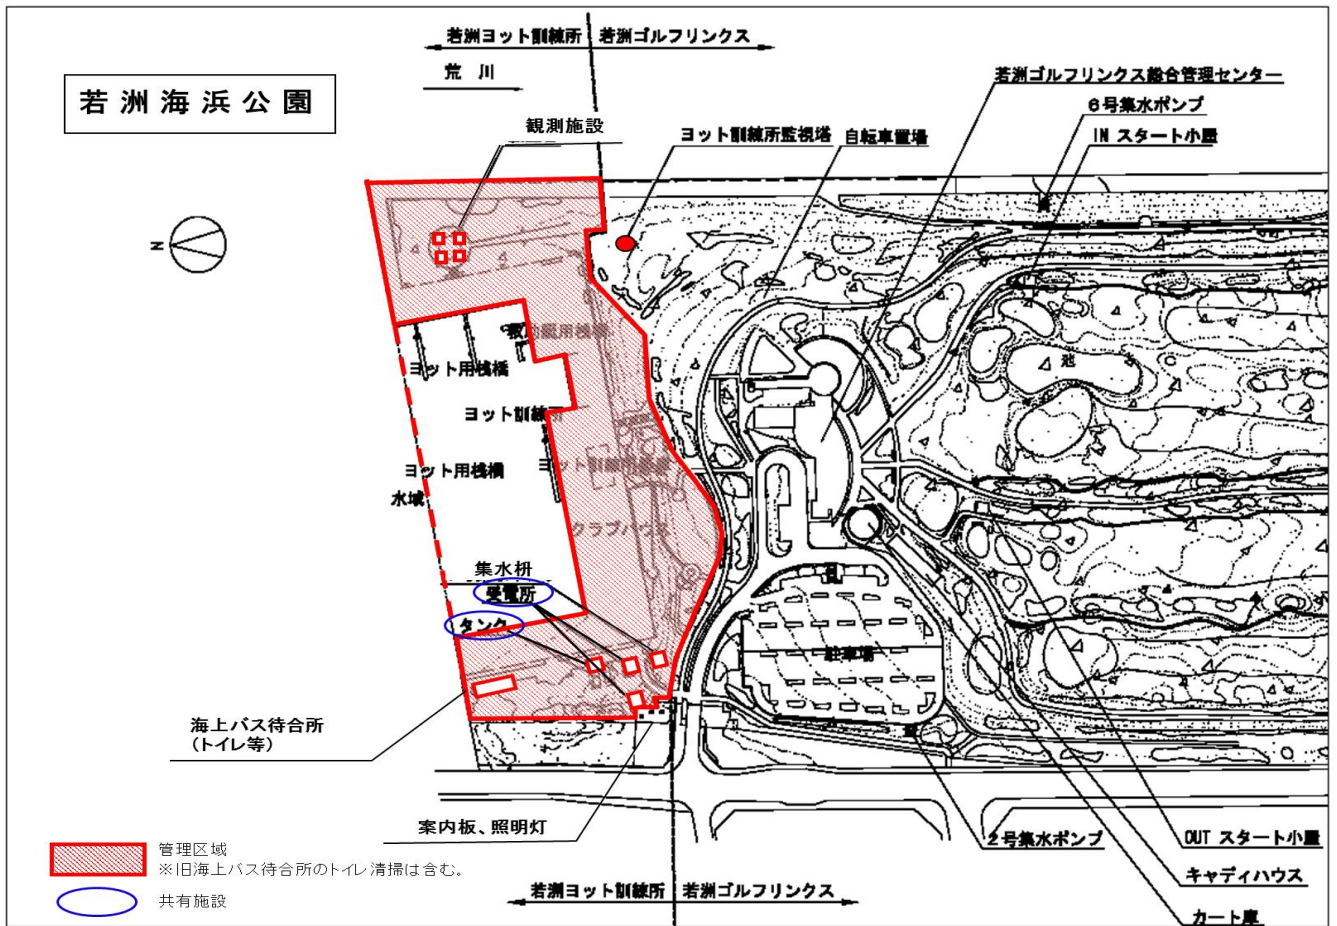 若洲ヨット訓練所
若洲ゴルフリンクス
荒川
若洲海浜公園
観測施設
ヨット訓練所監視塔
自転車置場
若洲ゴルフリンクス総合管理センター
6号集水ポンプ
IN スタート小屋
N
救助艇用桟橋
ヨット用桟橋
ヨット訓練所
ヨット用桟橋
水域
クラブハウス
池
集水枡
受電所
タンク
駐車場
海上バス待合所
(トイレ等)
案内板、照明灯
2号集水ポンプ
OUT スタート小屋
キャディハウス
カート庫
管理区域
※旧海上バス待合所のトイレ清掃は含む。
共有施設
若洲ヨット訓練所
若洲ゴルフリンクス